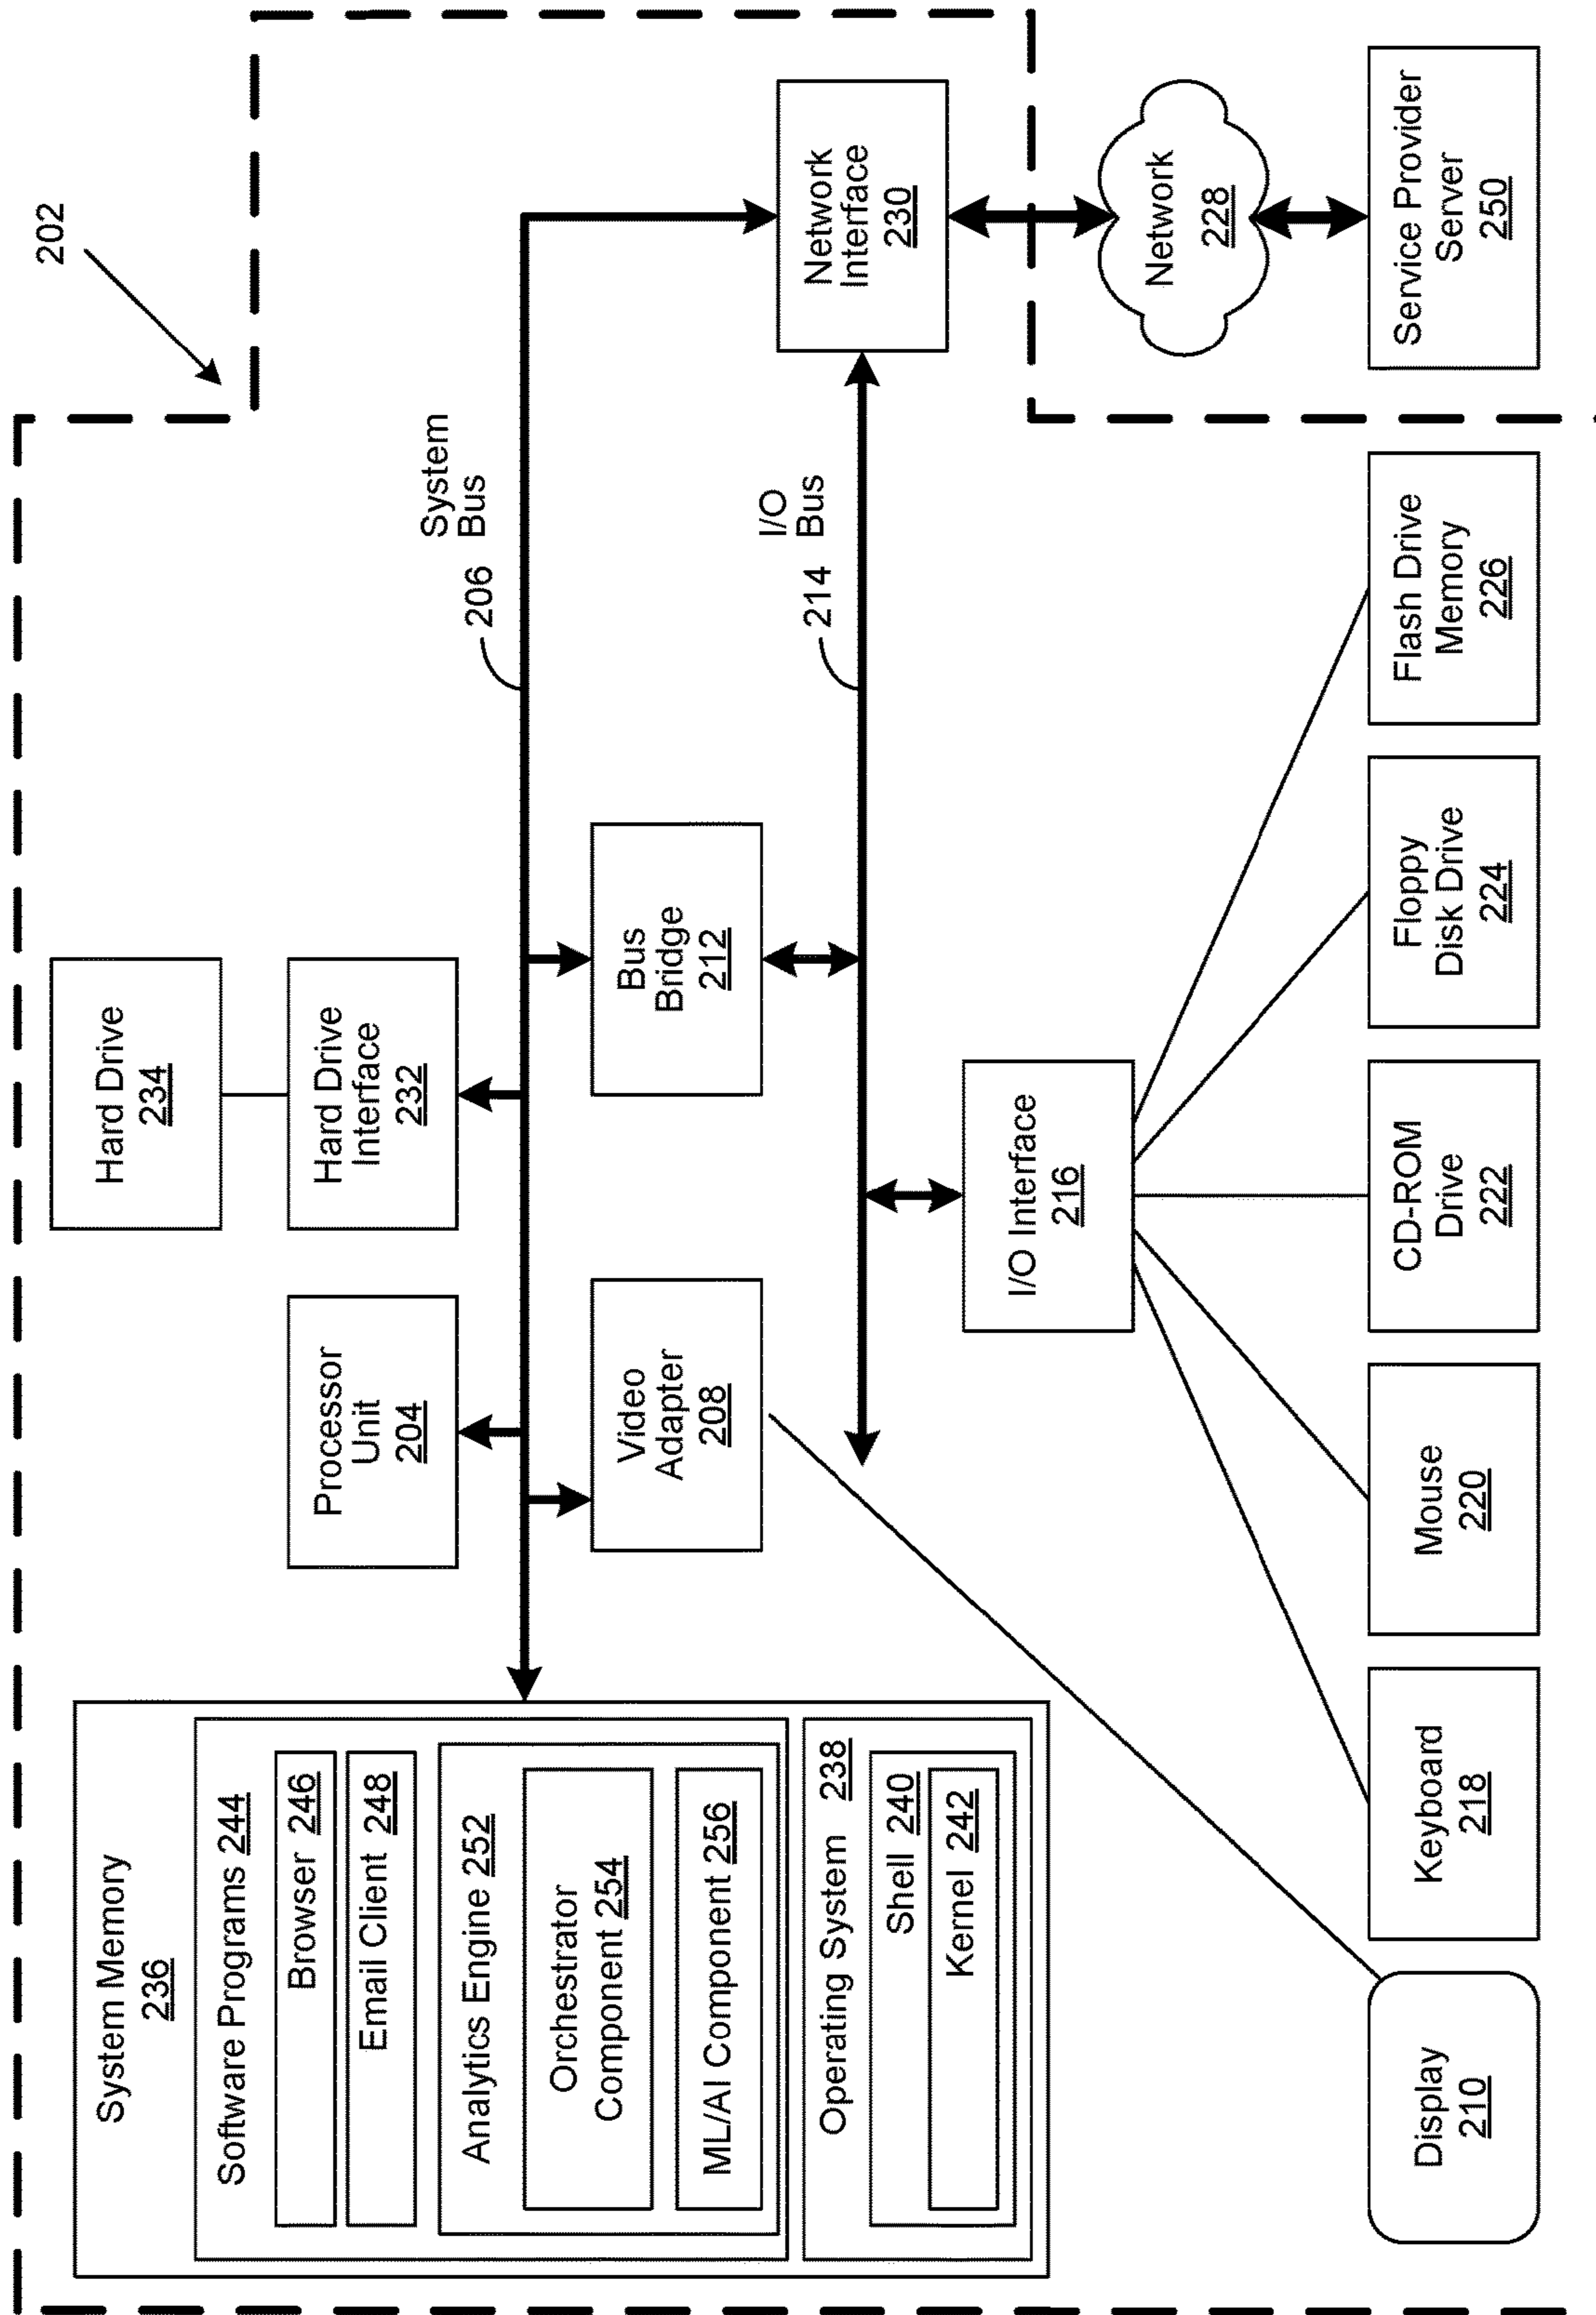 202
System Memory
236
Software Programs 244
Browser 246
Email Client 248
Analytics Engine 252
Orchestrator
Component 254
ML/AI Component 256
Operating System 238
Shell 240
Kernel 242
Hard Drive
234
Processor
Unit
204
Hard Drive
Interface
232
206
System
Bus
Video
Adapter
208
Bus
Bridge
212
214
I/O
Bus
Network
Interface
230
I/O Interface
216
Network
228
Display
210
Keyboard
218
Mouse
220
CD-ROM
Drive
222
Floppy
Disk Drive
224
Flash Drive
Memory
226
Service Provider
Server
250